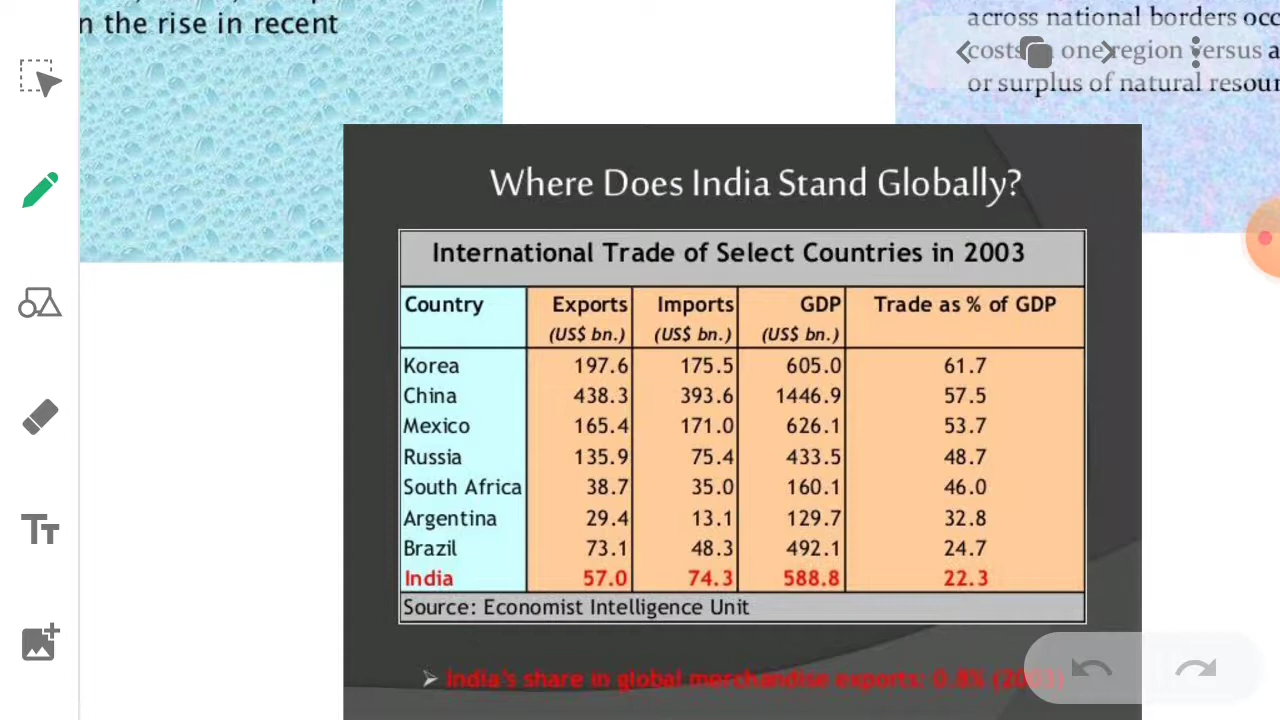 n the rise in recent
across national borders occ
costs one region versus a
or surplus of natural resour
Where Does India Stand Globally?
International Trade of Select Countries in 2003
Country Exports Imports GDP Trade as % of GDP
(US$ bn.) (US$ bn.) (US$ bn.)
Korea 197.6 175.5 605.0 61.7
China 438.3 393.6 1446.9 57.5
Mexico 165.4 171.0 626.1 53.7
Russia 135.9 75.4 433.5 48.7
South Africa 38.7 35.0 160.1 46.0
Argentina 29.4 13.1 129.7 32.8
Brazil 73.1 48.3 492.1 24.7
India 57.0 74.3 588.8 22.3
Source: Economist Intelligence Unit
➢ India's share in global merchandise exports: 0.8% (2003)
TT